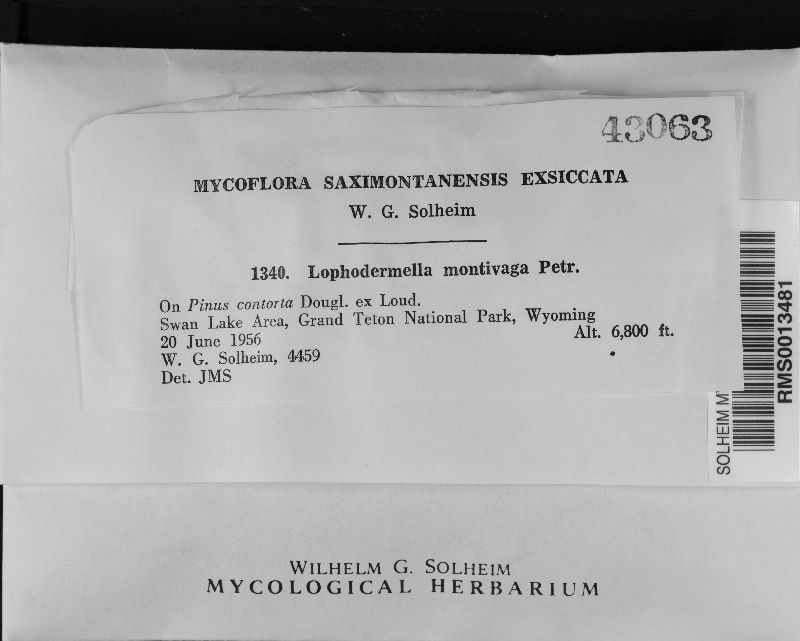 43063
MYCOFLORA SAXIMONTANENSIS EXSICCATA
W. G. Solheim
1340. Lophodermella montivaga Petr.
On Pinus contorta Dougl. ex Loud.
Swan Lake Area, Grand Teton National Park, Wyoming
20 June 1956 Alt. 6,800 ft.
W. G. Solheim, 4459
Det. JMS
RMS0013481
SOLHEIM M
WILHELM G. SOLHEIM
MYCOLOGICAL HERBARIUM